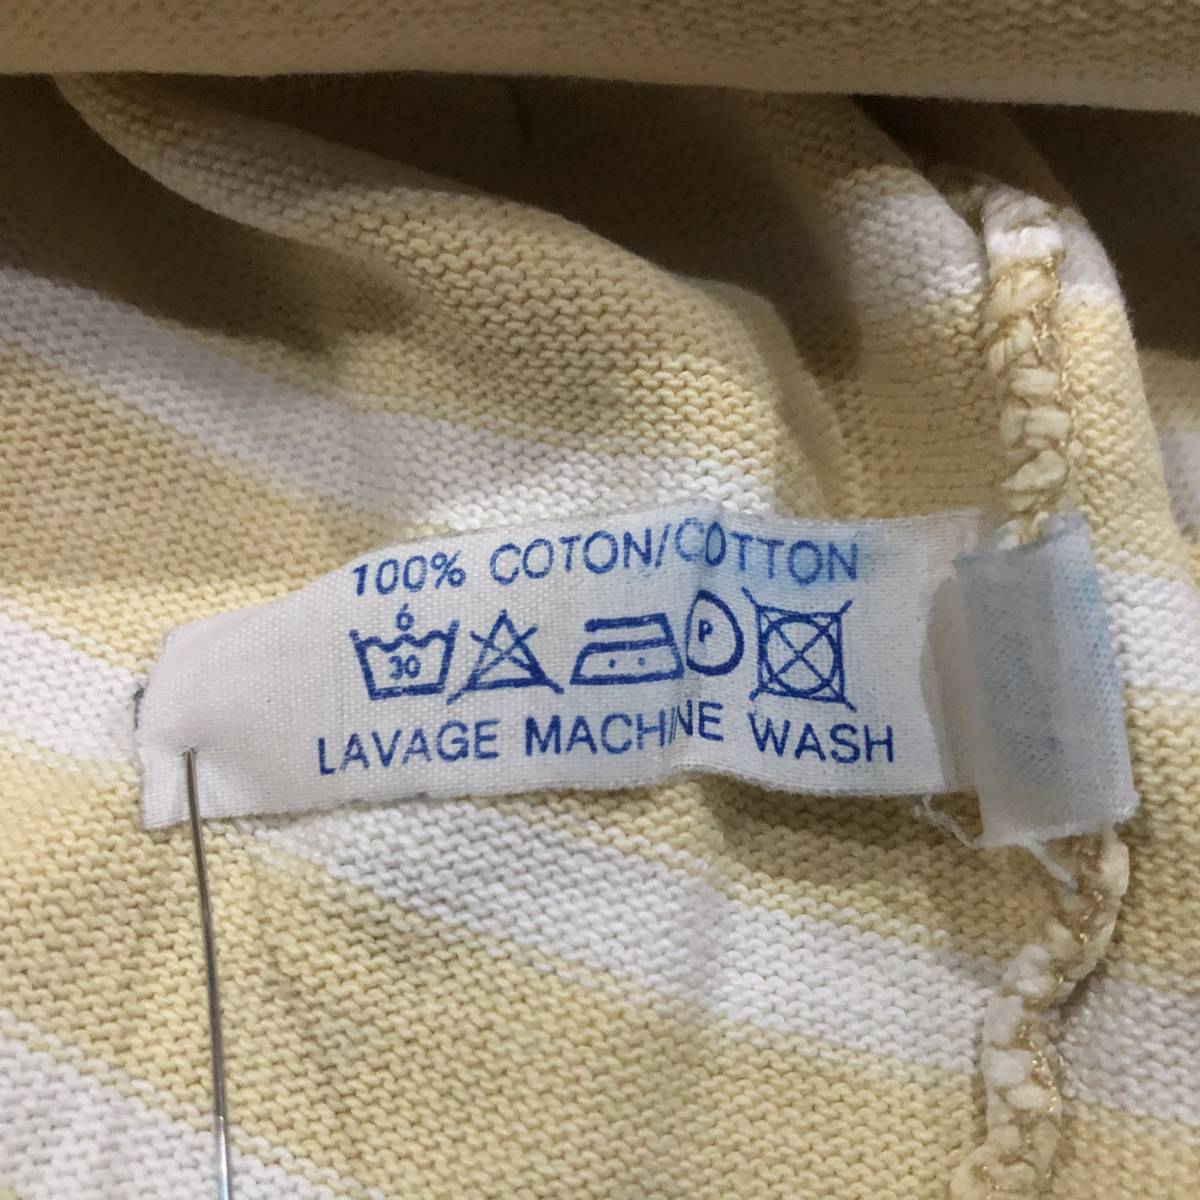 100% COTON/COTTON
6
30
P
LAVAGE MACHINE WASH